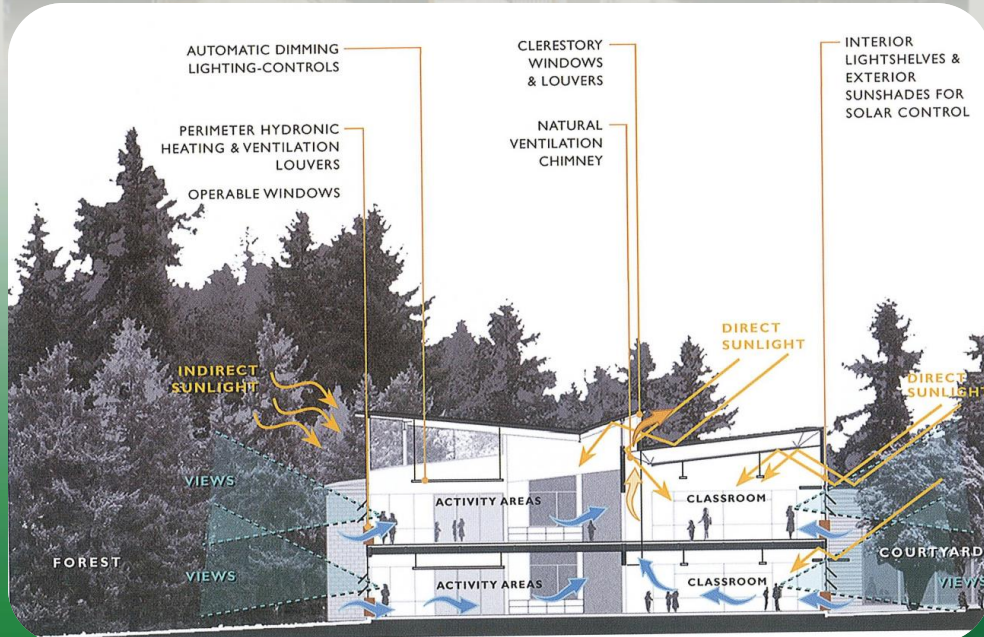 AUTOMATIC DIMMING
LIGHTING-CONTROLS
PERIMETER HYDRONIC
HEATING & VENTILATION
LOUVERS
OPERABLE WINDOWS
CLERESTORY
WINDOWS
& LOUVERS
NATURAL
VENTILATION
CHIMNEY
INTERIOR
LIGHTSHELVES &
EXTERIOR
SUNSHADES FOR
SOLAR CONTROL
INDIRECT
SUNLIGHT
DIRECT
SUNLIGHT
DIRECT
SUNLIGHT
VIEWS
ACTIVITY AREAS
CLASSROOM
FOREST
COURTYARD
VIEWS
ACTIVITY AREAS
CLASSROOM
VIEWS